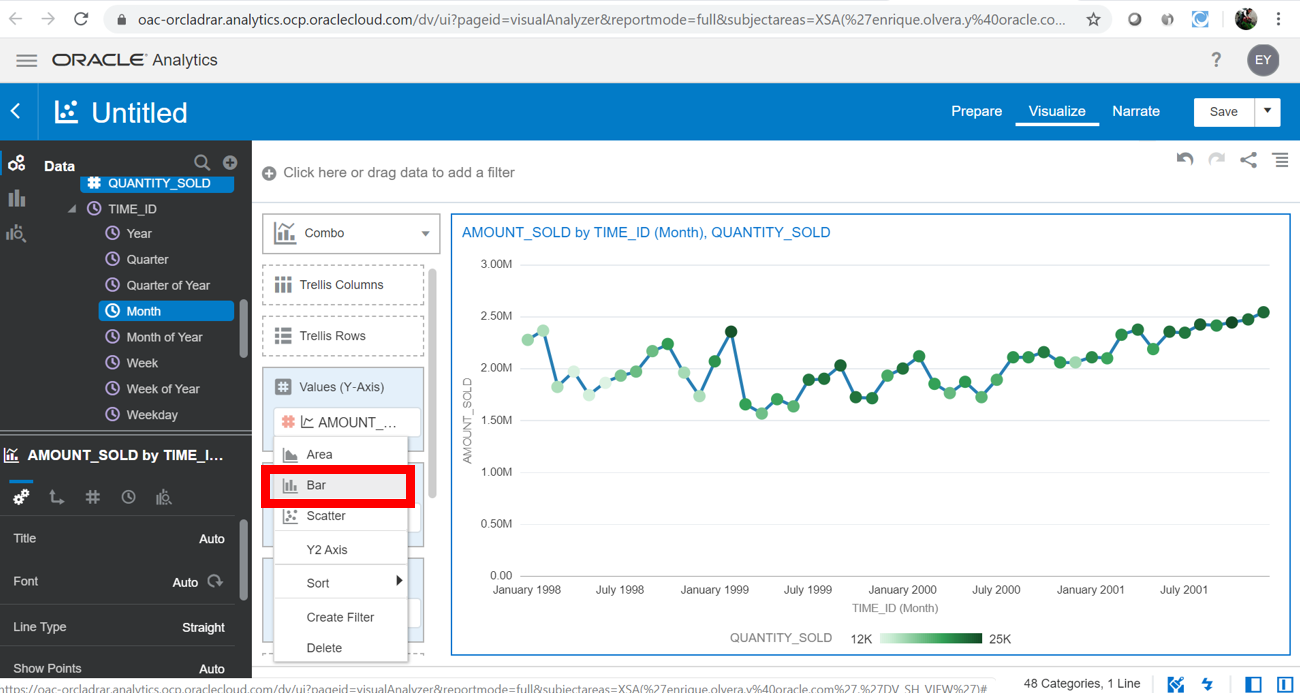 oac-orcladrar.analytics.ocp.oraclecloud.com/dv/ui?pageid=visualAnalyzer&reportmode=full&subjectareas=XSA(%27enrique.olvera.y%40oracle.co...
ORACLE Analytics
? EY
Untitled
Prepare Visualize Narrate Save
Data
QUANTITY_SOLD
TIME_ID
Year
Quarter
Quarter of Year
Month
Month of Year
Week
Week of Year
Weekday
AMOUNT_SOLD by TIME_I...
Title Auto
Font Auto
Line Type Straight
Show Points Auto
Click here or drag data to add a filter
Combo
Trellis Columns
Trellis Rows
Values (Y-Axis)
AMOUNT_...
Area
Bar
Scatter
Y2 Axis
Sort
Create Filter
Delete
AMOUNT_SOLD by TIME_ID (Month), QUANTITY_SOLD
3.00M
2.50M
2.00M
1.50M
1.00M
0.50M
0.00
AMOUNT_SOLD
January 1998 July 1998 January 1999 July 1999 January 2000 July 2000 January 2001 July 2001
TIME_ID (Month)
QUANTITY_SOLD 12K 25K
https://oac-orcladrar.analytics.ocp.oraclecloud.com/dv/ui?pageid=visualAnalyzer&reportmode=full&subjectareas=XSA(%27enrique.olvera.y%40oracle.com%27.%27DV_SH_VIEW%27)#
48 Categories, 1 Line